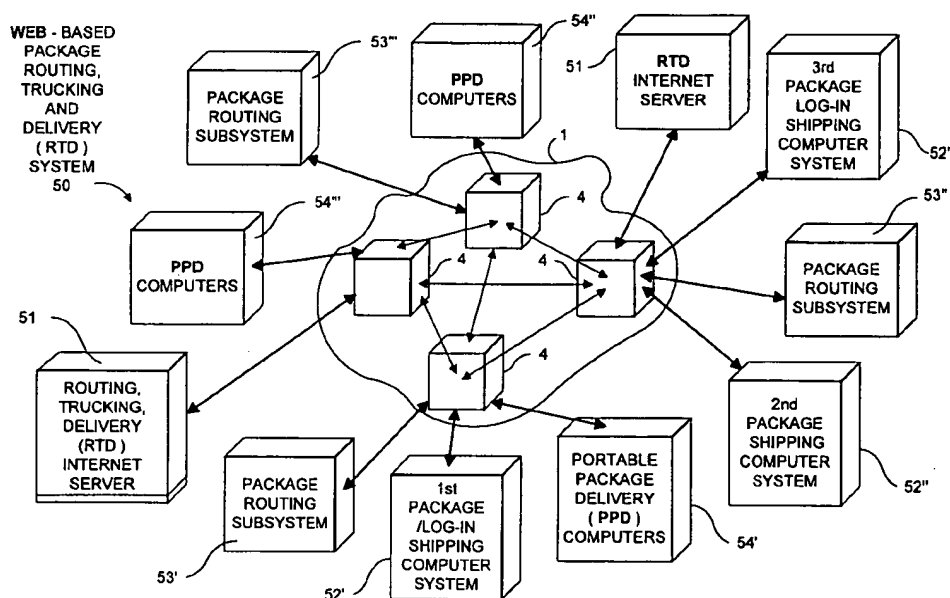 WEB - BASED
PACKAGE
ROUTING,
TRUCKING
AND
DELIVERY
( RTD )
SYSTEM
50
53'''
PACKAGE
ROUTING
SUBSYSTEM
54''
PPD
COMPUTERS
51
RTD
INTERNET
SERVER
3rd
PACKAGE
LOG-IN
SHIPPING
COMPUTER
SYSTEM
52'
1
4
54'''
PPD
COMPUTERS
4
4
53''
PACKAGE
ROUTING
SUBSYSTEM
51
ROUTING,
TRUCKING,
DELIVERY
(RTD )
INTERNET
SERVER
4
PACKAGE
ROUTING
SUBSYSTEM
53'
1st
PACKAGE
/LOG-IN
SHIPPING
COMPUTER
SYSTEM
52'
PORTABLE
PACKAGE
DELIVERY
( PPD )
COMPUTERS
54'
2nd
PACKAGE
SHIPPING
COMPUTER
SYSTEM
52''